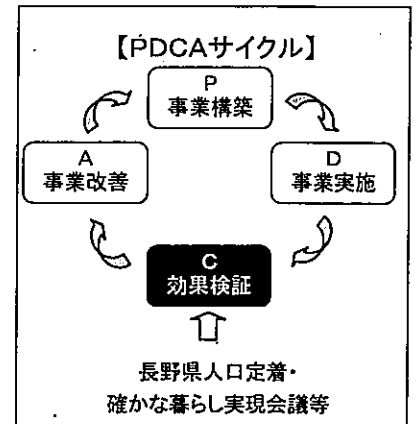 【PDCAサイクル】
P
事業構築
A
事業改善
D
事業実施
C
効果検証
長野県人口定着・
確かな暮らし実現会議等